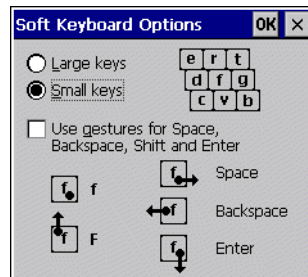 Soft Keyboard Options OK ×
Large keys
Small keys
e r t
d f g
c v b
Use gestures for Space,
Backspace, Shift and Enter
f f
f Space
f F
f Backspace
f Enter